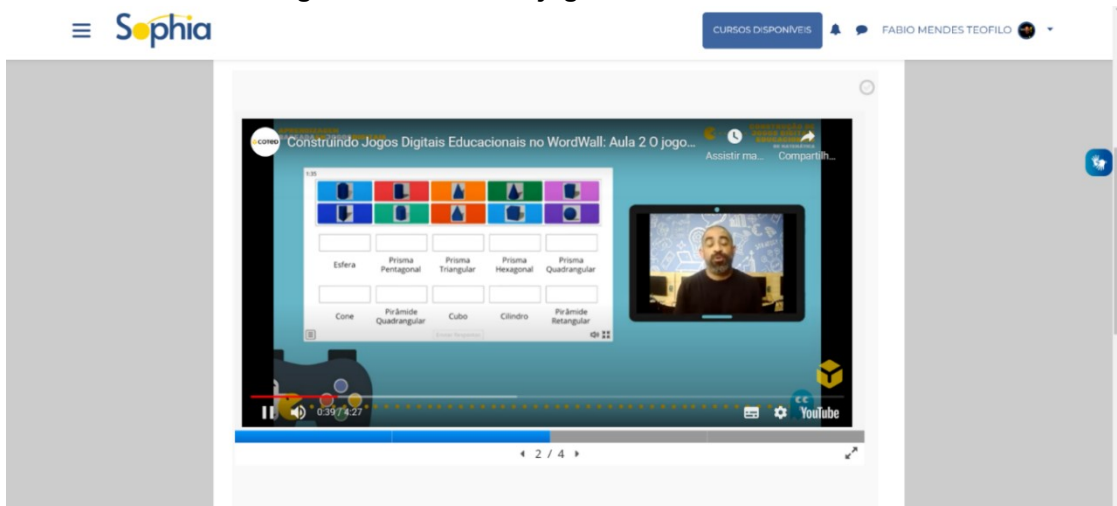 Sophia
CURSOS DISPONÍVEIS
FABIO MENDES TEOFILO
Construindo Jogos Digitais Educacionais no WordWall: Aula 2 O jogo...
Assistir ma...
Compartilh...
1:35
Esfera
Prisma Pentagonal
Prisma Triangular
Prisma Hexagonal
Prisma Quadrangular
Cone
Pirâmide Quadrangular
Cubo
Cilindro
Pirâmide Retangular
0:39 / 4:27
YouTube
2 / 4